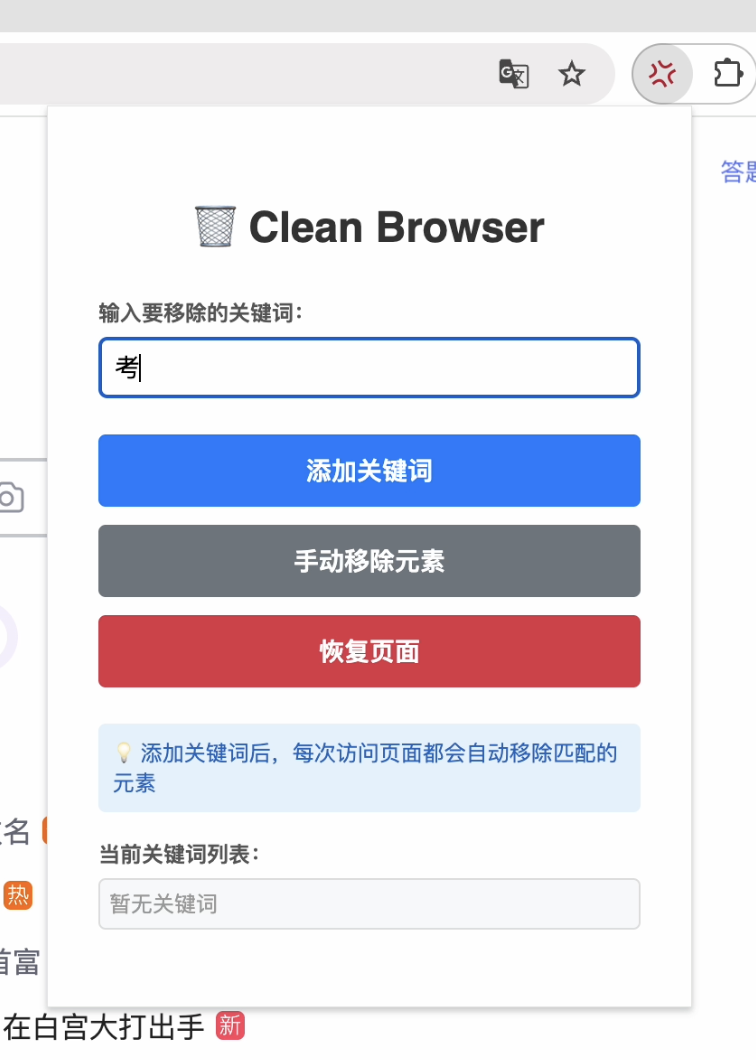 答题
Clean Browser
输入要移除的关键词：
考
添加关键词
手动移除元素
恢复页面
添加关键词后，每次访问页面都会自动移除匹配的
元素
名
当前关键词列表：
热
暂无关键词
首富
在白宫大打出手 新